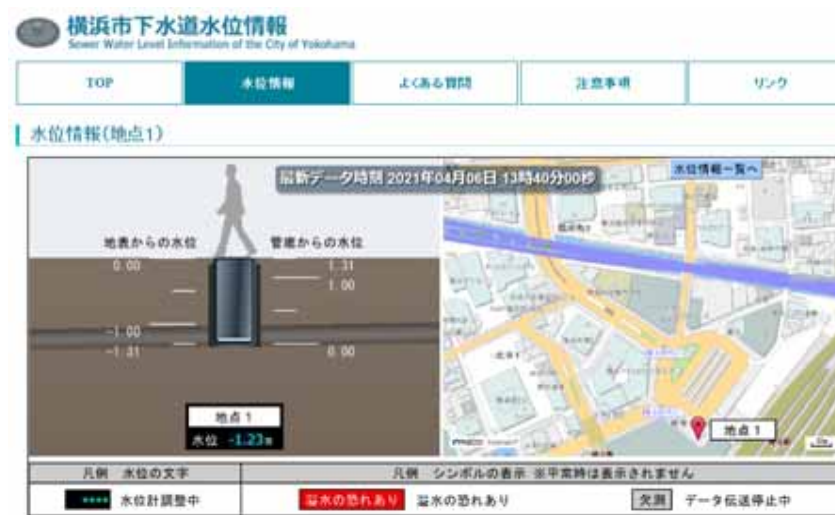 横浜市下水道水位情報
Sewer Water Level Information of the City of Yokohama
TOP
水位情報
よくある質問
注意事項
リンク
水位情報(地点1)
最新データ時刻 2021年04月06日 13時40分00秒
水位情報一覧へ
地表からの水位
管底からの水位
0.00
1.31
1.00
-1.00
-1.31
0.00
地点1
水位 -1.23m
地点1
凡例 水位の文字
凡例 シンボルの表示 ※平常時は表示されません
**** 水位計調整中
溢水の恐れあり
溢水の恐れあり
欠測
データ伝送停止中